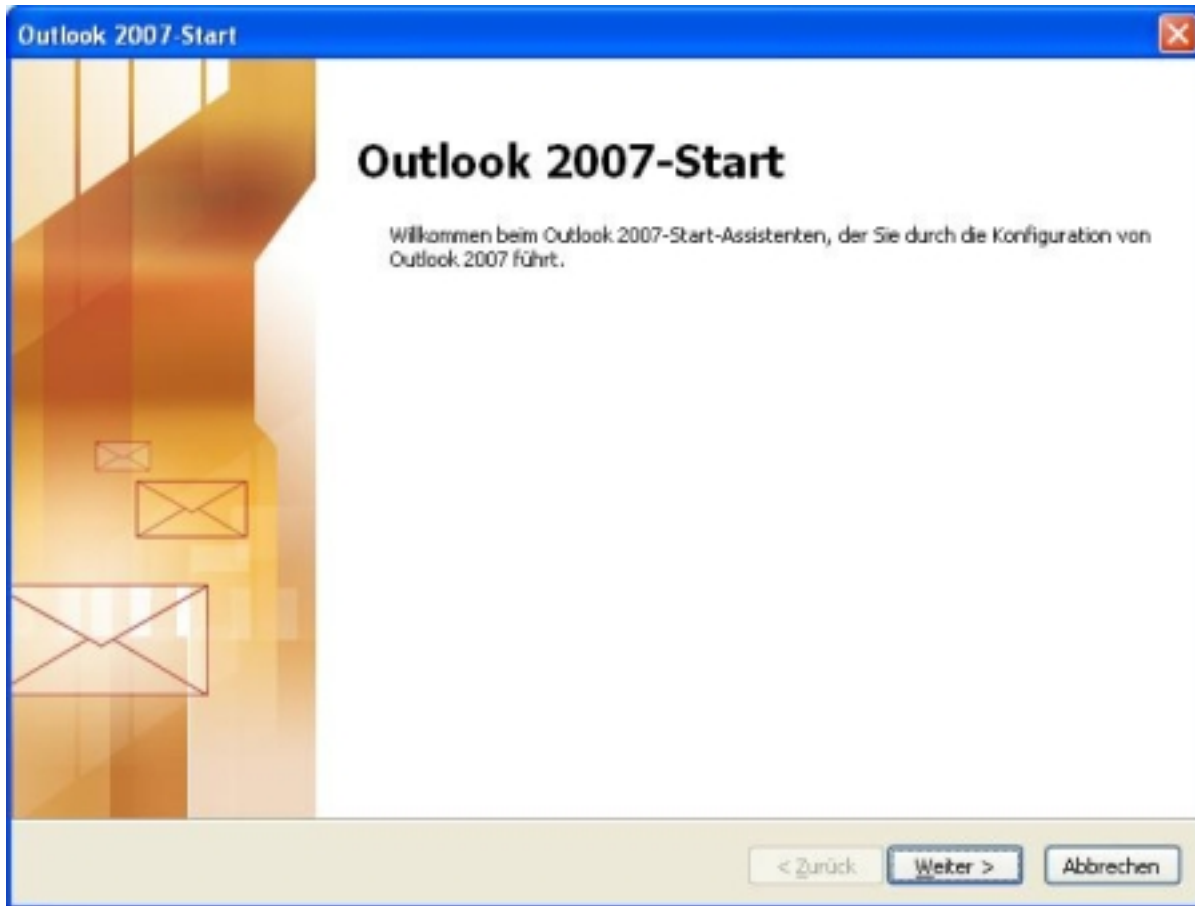 Outlook 2007-Start
Outlook 2007-Start
Willkommen beim Outlook 2007-Start-Assistenten, der Sie durch die Konfiguration von
Outlook 2007 führt.
< Zurück
Weiter >
Abbrechen